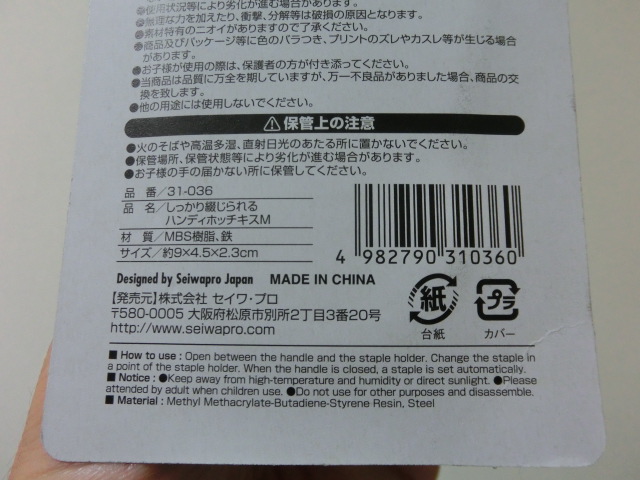 ●使用状況等により劣化が進む場合があります。
●無理な力を加えたり、衝撃、分解等は破損の原因となります。
●素材特有のニオイがありますのでご了承ください。
●商品及びパッケージ等に色のバラつき、プリントのズレやカスレ等が生じる場合
があります。
●お子様が使用の際は、保護者の方が付き添ってください。
●当商品は品質に万全を期していますが、万一不良品がありました場合、商品の交
換を致します。
●他の用途には使用しないでください。
⚠保管上の注意
●火のそばや高温多湿、直射日光のあたる所に置かないでください。
●保管場所、保管状態等により劣化が進む場合があります。
●お子様の手の届かない所に保管してください。
品 番／31-036
品 名／しっかり綴じられる
ハンディホッチキスM
材 質／MBS樹脂、鉄
サイズ／約9×4.5×2.3cm
4 982790 310360
Designed by Seiwapro Japan MADE IN CHINA
【発売元】株式会社 セイワ・プロ
〒580-0005 大阪府松原市別所2丁目3番20号
http://www.seiwapro.com
紙
台紙
プラ
カバー
■ How to use : Open between the handle and the staple holder. Change the staple in
a point of the staple holder. When the handle is closed, a staple is set automatically.
■ Notice : ●Keep away from high-temperature and humidity or direct sunlight. ●Please
attended by adult when children use. ●Do not use for other purposes and disassemble.
■ Material : Methyl Methacrylate-Butadiene-Styrene Resin, Steel